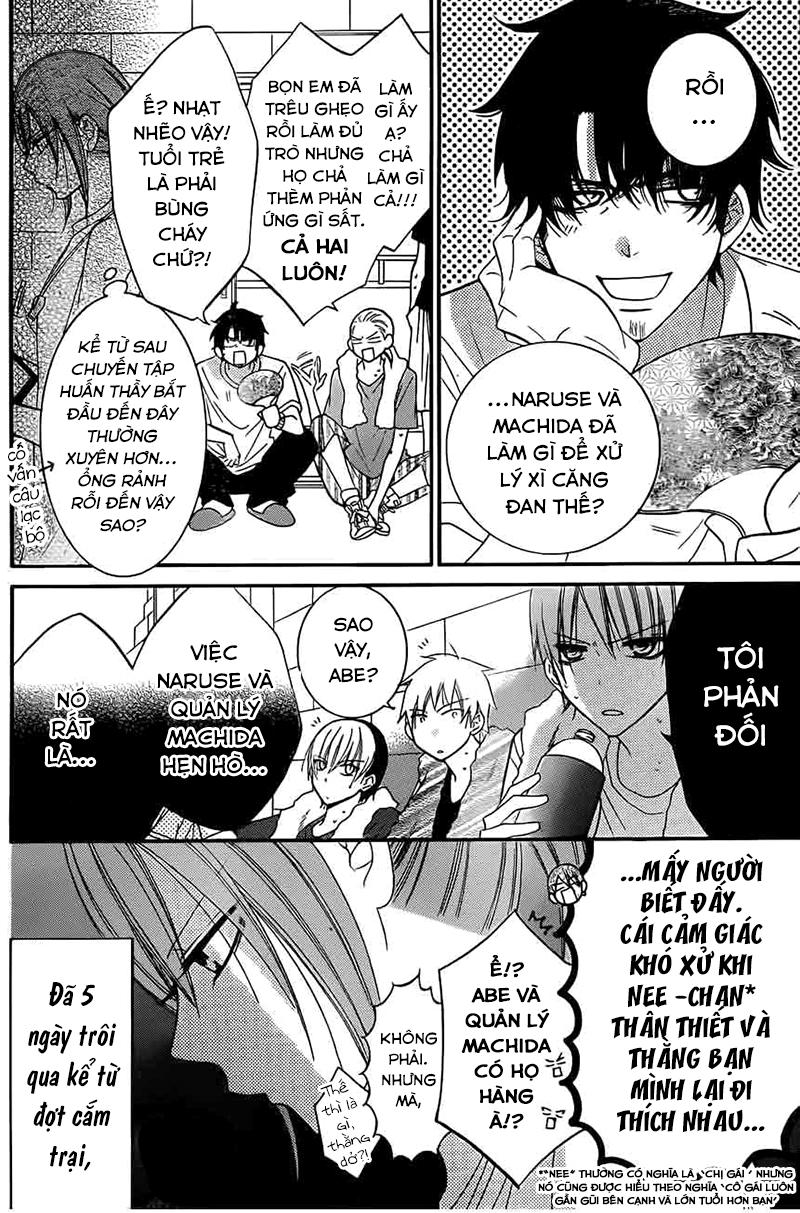 RỒI
...
...NARUSE VÀ
MACHIDA ĐÃ
LÀM GÌ ĐỂ XỬ
LÝ XÌ CĂNG
ĐAN THẾ?
LÀM
GÌ ẤY
Ạ?
CHẢ
LÀM GÌ
CẢ!!!
BỌN EM ĐÃ
TRÊU GHẸO
RỒI LÀM ĐỦ
TRÒ NHƯNG
HỌ CHẢ
THÈM PHẢN
ỨNG GÌ SẤT.
CẢ HAI
LUÔN!
Ế? NHẠT
NHẼO VẬY!
TUỔI TRẺ
LÀ PHẢI
BÙNG
CHÁY
CHỨ?!
KỂ TỪ SAU
CHUYẾN TẬP
HUẤN THẦY BẮT
ĐẦU ĐẾN ĐÂY
THƯỜNG
XUYÊN HƠN...
ỔNG RẢNH
RỖI ĐẾN VẬY
SAO?
cố
vấn
câu
lạc
bộ
TÔI
PHẢN
ĐỐI
SAO
VẬY,
ABE?
VIỆC
NARUSE VÀ
QUẢN LÝ
MACHIDA
HẸN HÒ...
NÓ
RẤT
LÀ...
...MẤY NGƯỜI
BIẾT ĐẤY.
CÁI CẢM GIÁC
KHÓ XỬ KHI
NEE -CHAN*
THÂN THIẾT VÀ
THẰNG BẠN
MÌNH LẠI ĐI
THÍCH NHAU...
Ể!?
ABE VÀ
QUẢN LÝ
MACHIDA
CÓ HỌ
HÀNG
À!?
KHÔNG
PHẢI.
NHƯNG
MÀ,
Thế
thì là
gì,
thằng
dở?!
Đã 5
ngày trôi
qua kể từ
đợt cắm
trại,
*"NEE" THƯỜNG CÓ NGHĨA LÀ `CHỊ GÁI´ NHƯNG
NÓ CŨNG ĐƯỢC HIỂU THEO NGHĨA `CÔ GÁI LUÔN
GẦN GŨI BÊN CẠNH VÀ LỚN TUỔI HƠN BẠN´